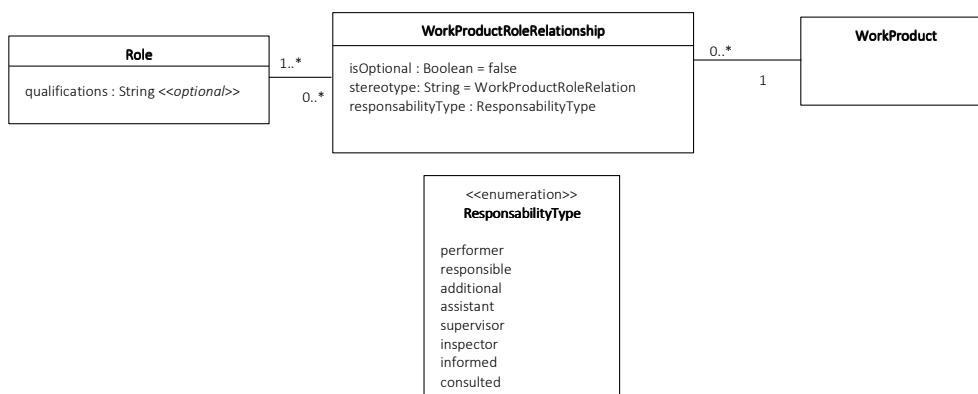 Role
qualifications : String <<optional>>
1..*
0..*
WorkProductRoleRelationship
isOptional : Boolean = false
stereotype: String = WorkProductRoleRelation
responsabilityType : ResponsabilityType
0..*
1
WorkProduct
<<enumeration>>
ResponsabilityType
performer
responsible
additional
assistant
supervisor
inspector
informed
consulted